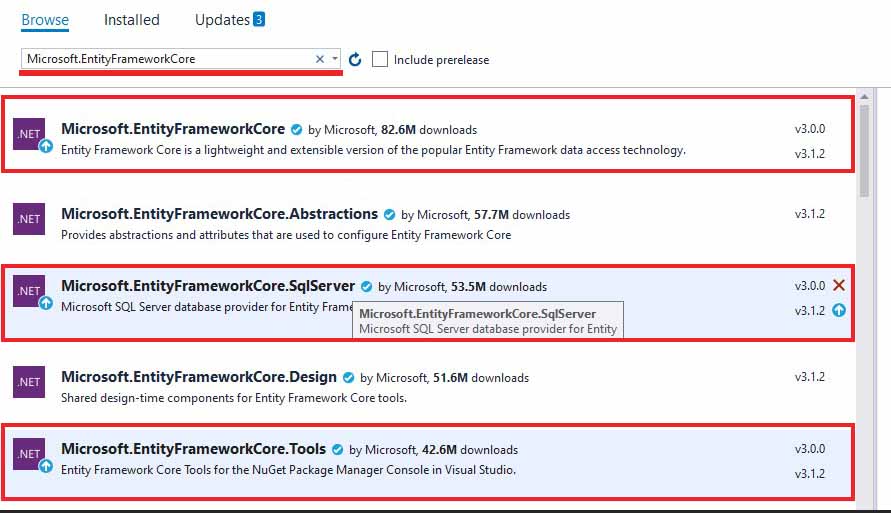 Browse Installed Updates 3
Microsoft.EntityFrameworkCore Include prerelease
.NET Microsoft.EntityFrameworkCore by Microsoft, 82.6M downloads v3.0.0
Entity Framework Core is a lightweight and extensible version of the popular Entity Framework data access technology. v3.1.2
.NET Microsoft.EntityFrameworkCore.Abstractions by Microsoft, 57.7M downloads v3.1.2
Provides abstractions and attributes that are used to configure Entity Framework Core
.NET Microsoft.EntityFrameworkCore.SqlServer by Microsoft, 53.5M downloads v3.0.0
Microsoft SQL Server database provider for Entity Frame v3.1.2
Microsoft.EntityFrameworkCore.SqlServer
Microsoft SQL Server database provider for Entity
.NET Microsoft.EntityFrameworkCore.Design by Microsoft, 51.6M downloads v3.1.2
Shared design-time components for Entity Framework Core tools.
.NET Microsoft.EntityFrameworkCore.Tools by Microsoft, 42.6M downloads v3.0.0
Entity Framework Core Tools for the NuGet Package Manager Console in Visual Studio. v3.1.2